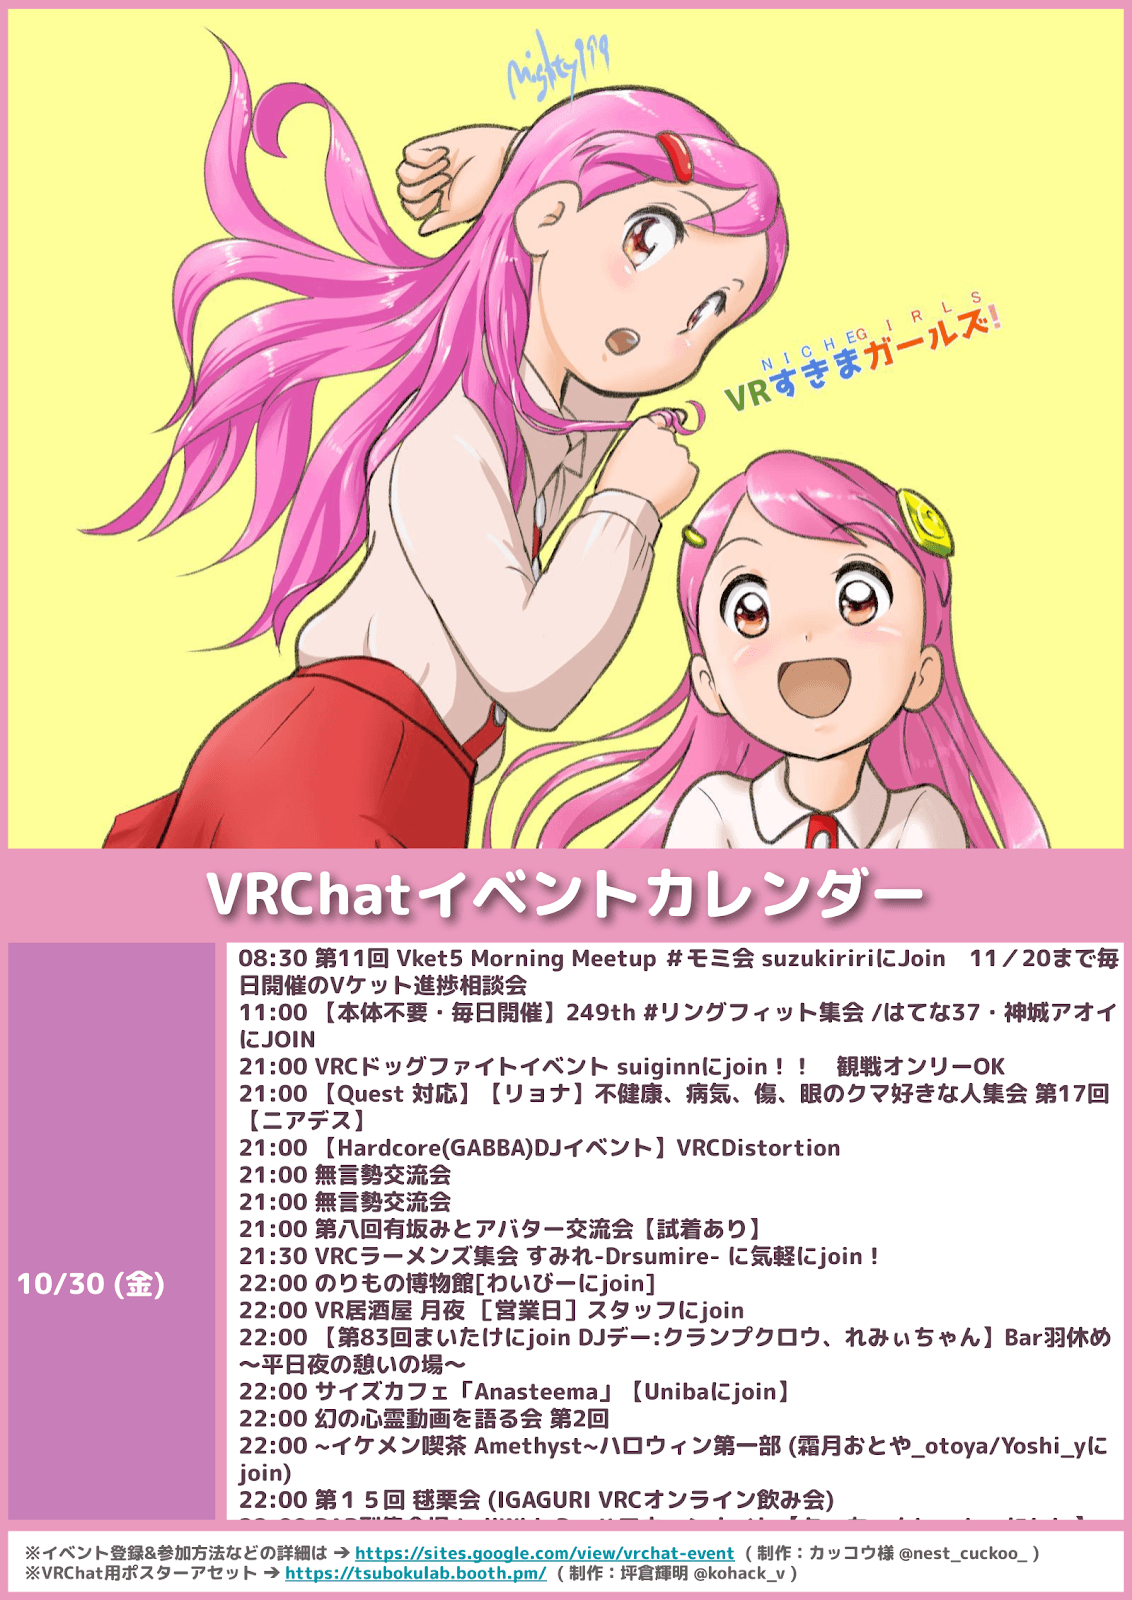 mighty999
NICHE GIRLS
VRすきまガールズ!
VRChatイベントカレンダー
10/30 (金)
08:30 第11回 Vket5 Morning Meetup ＃モミ会 suzukiririにJoin　11／20まで毎
日開催のVケット進捗相談会
11:00 【本体不要・毎日開催】249th #リングフィット集会 /はてな37・神城アオイ
にJOIN
21:00 VRCドッグファイトイベント suiginnにjoin！！　観戦オンリーOK
21:00 【Quest 対応】【リョナ】不健康、病気、傷、眼のクマ好きな人集会 第17回
【ニアデス】
21:00 【Hardcore(GABBA)DJイベント】VRCDistortion
21:00 無言勢交流会
21:00 無言勢交流会
21:00 第八回有坂みとアバター交流会【試着あり】
21:30 VRCラーメンズ集会 すみれ-Drsumire- に気軽にjoin！
22:00 のりもの博物館[わいびーにjoin]
22:00 VR居酒屋 月夜 ［営業日］スタッフにjoin
22:00 【第83回まいたけにjoin DJデー:クランプクロウ、れみぃちゃん】Bar羽休め
～平日夜の憩いの場～
22:00 サイズカフェ「Anasteema」【Unibaにjoin】
22:00 幻の心霊動画を語る会 第2回
22:00 ~イケメン喫茶 Amethyst~ハロウィン第一部 (霜月おとや_otoya/Yoshi_yに
join)
22:00 第１５回 毬栗会 (IGAGURI VRCオンライン飲み会)
※イベント登録&参加方法などの詳細は ➔ https://sites.google.com/view/vrchat-event （ 制作：カッコウ様 @nest_cuckoo_ ）
※VRChat用ポスターアセット ➔ https://tsubokulab.booth.pm/ （ 制作：坪倉輝明 @kohack_v ）